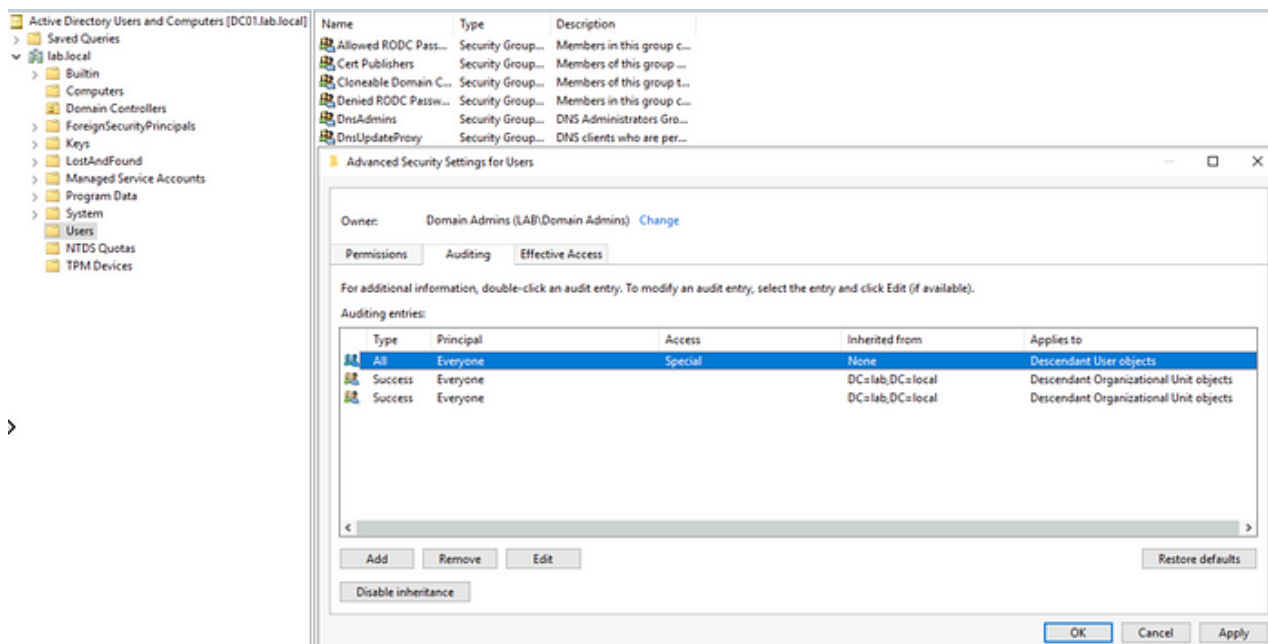 Active Directory Users and Computers [DC01.lab.local]
Saved Queries
lab.local
Builtin
Computers
Domain Controllers
ForeignSecurityPrincipals
Keys
LostAndFound
Managed Service Accounts
Program Data
System
Users
NTDS Quotas
TPM Devices
Name Type Description
Allowed RODC Pass... Security Group... Members in this group c...
Cert Publishers Security Group... Members of this group ...
Cloneable Domain C... Security Group... Members of this group t...
Denied RODC Passw... Security Group... Members in this group c...
DnsAdmins Security Group... DNS Administrators Gro...
DnsUpdateProxy Security Group... DNS clients who are per...
Advanced Security Settings for Users
Owner: Domain Admins (LAB\Domain Admins) Change
Permissions Auditing Effective Access
For additional information, double-click an audit entry. To modify an audit entry, select the entry and click Edit (if available).
Auditing entries:
Type Principal Access Inherited from Applies to
All Everyone Special None Descendant User objects
Success Everyone DC=lab,DC=local Descendant Organizational Unit objects
Success Everyone DC=lab,DC=local Descendant Organizational Unit objects
Add Remove Edit Restore defaults
Disable inheritance
OK Cancel Apply